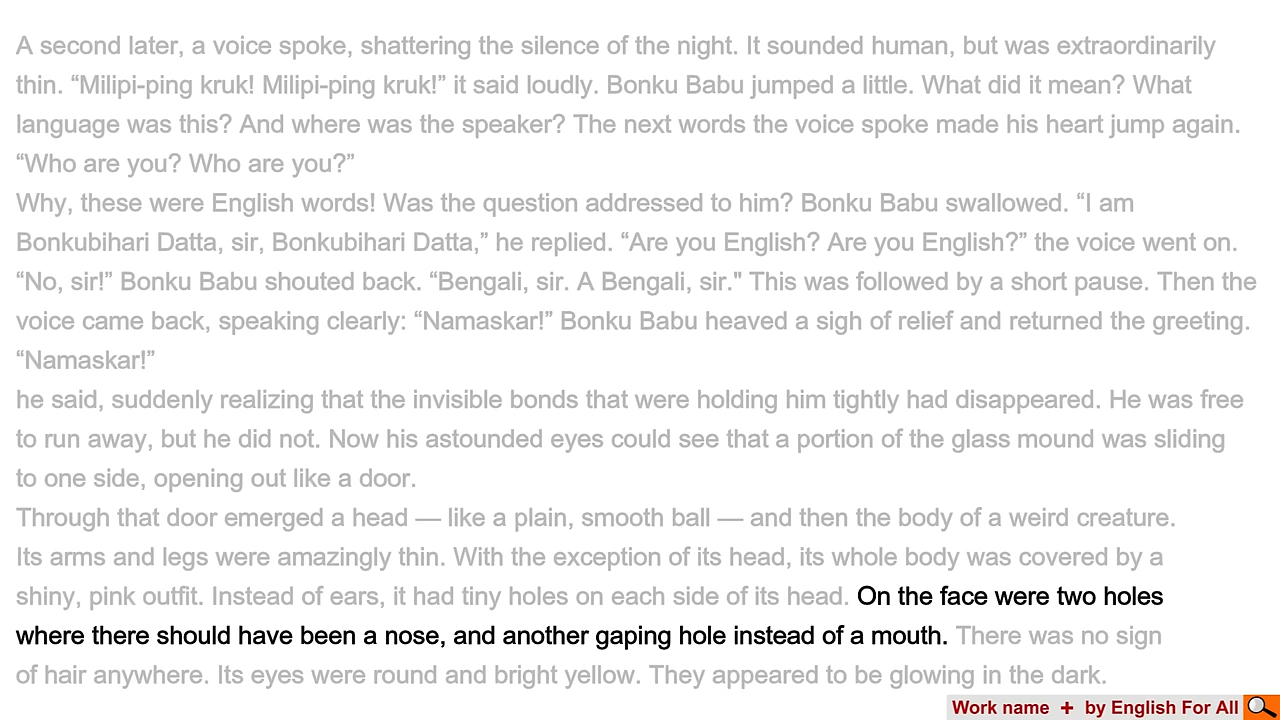 A second later, a voice spoke, shattering the silence of the night. It sounded human, but was extraordinarily
thin. “Milipi-ping kruk! Milipi-ping kruk!” it said loudly. Bonku Babu jumped a little. What did it mean? What
language was this? And where was the speaker? The next words the voice spoke made his heart jump again.
“Who are you? Who are you?”
Why, these were English words! Was the question addressed to him? Bonku Babu swallowed. “I am
Bonkubihari Datta, sir, Bonkubihari Datta,” he replied. “Are you English? Are you English?” the voice went on.
“No, sir!” Bonku Babu shouted back. “Bengali, sir. A Bengali, sir." This was followed by a short pause. Then the
voice came back, speaking clearly: “Namaskar!” Bonku Babu heaved a sigh of relief and returned the greeting.
“Namaskar!”
he said, suddenly realizing that the invisible bonds that were holding him tightly had disappeared. He was free
to run away, but he did not. Now his astounded eyes could see that a portion of the glass mound was sliding
to one side, opening out like a door.
Through that door emerged a head — like a plain, smooth ball — and then the body of a weird creature.
Its arms and legs were amazingly thin. With the exception of its head, its whole body was covered by a
shiny, pink outfit. Instead of ears, it had tiny holes on each side of its head. On the face were two holes
where there should have been a nose, and another gaping hole instead of a mouth. There was no sign
of hair anywhere. Its eyes were round and bright yellow. They appeared to be glowing in the dark.
Work name + by English For All